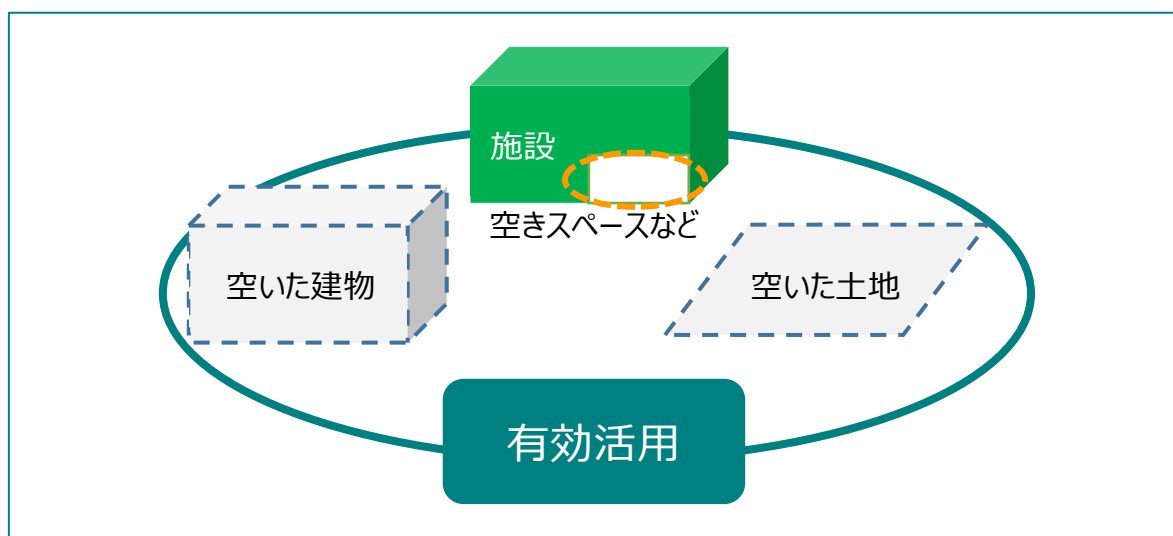 施設
空きスペースなど
空いた建物
空いた土地
有効活用